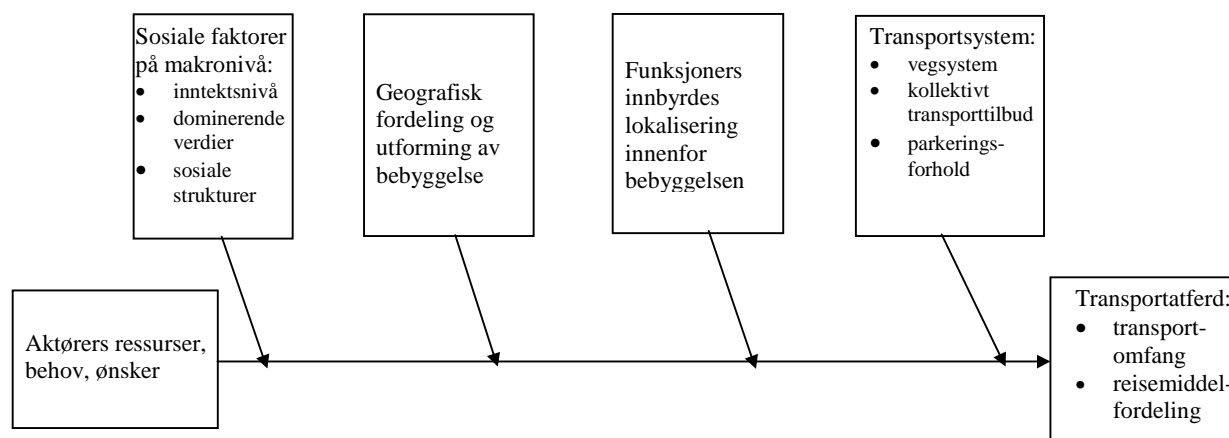 Sosiale faktorer
på makronivå:
• inntektsnivå
• dominerende
verdier
• sosiale
strukturer
Geografisk
fordeling og
utforming av
bebyggelse
Funksjoners
innbyrdes
lokalisering
innenfor
bebyggelsen
Transportsystem:
• vegsystem
• kollektivt
transporttilbud
• parkerings-
forhold
Aktørers ressurser,
behov, ønsker
Transportatferd:
• transport-
omfang
• reisemiddel-
fordeling